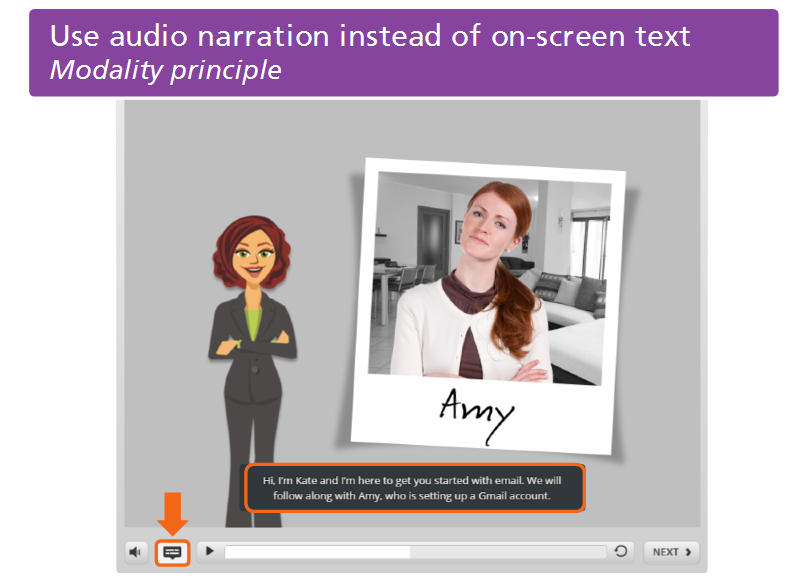 Use audio narration instead of on-screen text
Modality principle
Amy
Hi, I'm Kate and I'm here to get you started with email. We will
follow along with Amy, who is setting up a Gmail account.
NEXT